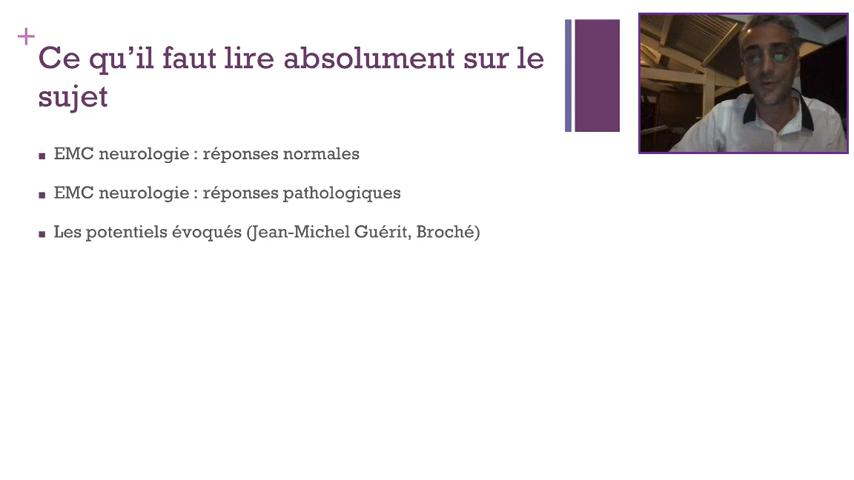 +
Ce qu’il faut lire absolument sur le
sujet
■ EMC neurologie : réponses normales
■ EMC neurologie : réponses pathologiques
■ Les potentiels évoqués (Jean-Michel Guérit, Broché)